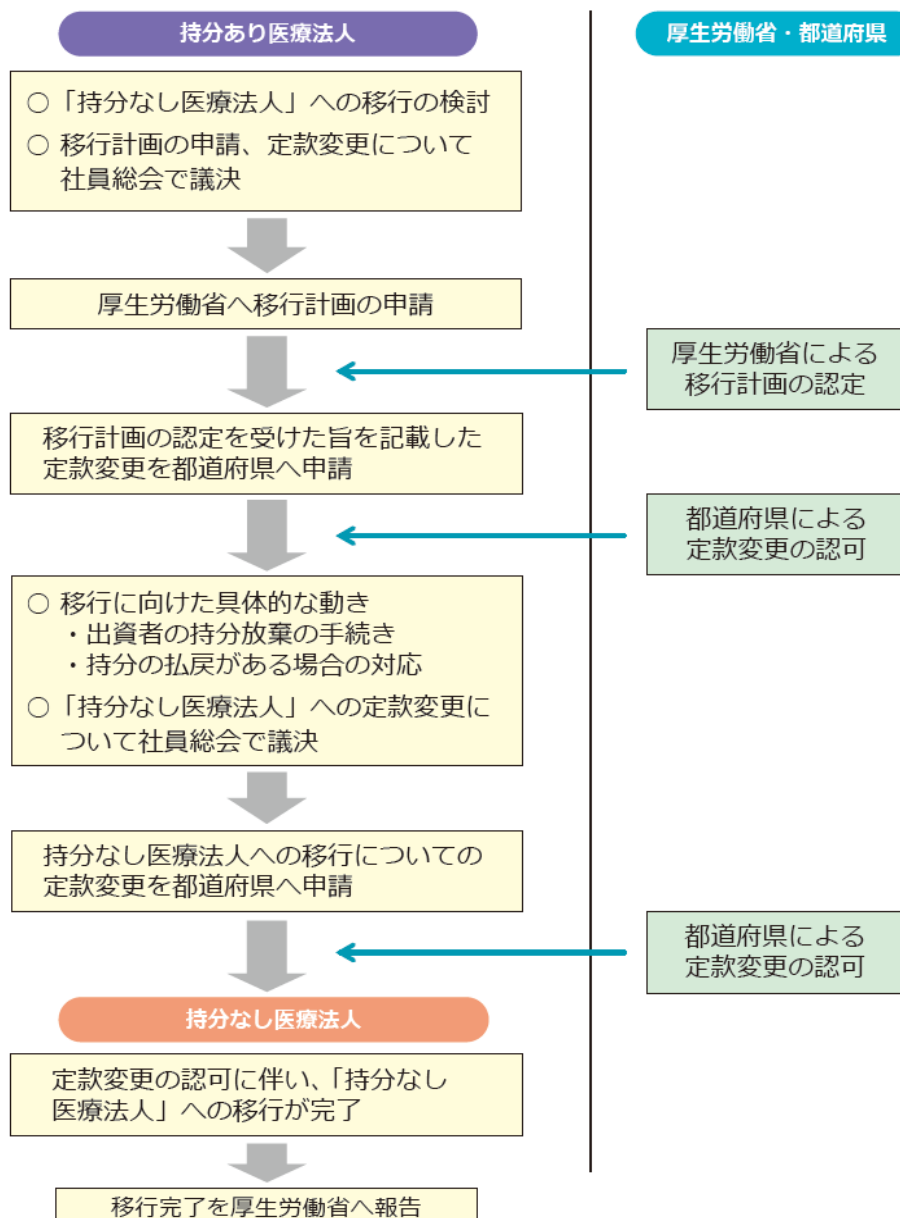 持分あり医療法人
厚生労働省・都道府県
○ 「持分なし医療法人」への移行の検討
○ 移行計画の申請、定款変更について
社員総会で議決
厚生労働省へ移行計画の申請
厚生労働省による
移行計画の認定
移行計画の認定を受けた旨を記載した
定款変更を都道府県へ申請
都道府県による
定款変更の認可
○ 移行に向けた具体的な動き
・出資者の持分放棄の手続き
・持分の払戻がある場合の対応
○ 「持分なし医療法人」への定款変更に
ついて社員総会で議決
持分なし医療法人への移行についての
定款変更を都道府県へ申請
都道府県による
定款変更の認可
持分なし医療法人
定款変更の認可に伴い、「持分なし
医療法人」への移行が完了
移行完了を厚生労働省へ報告